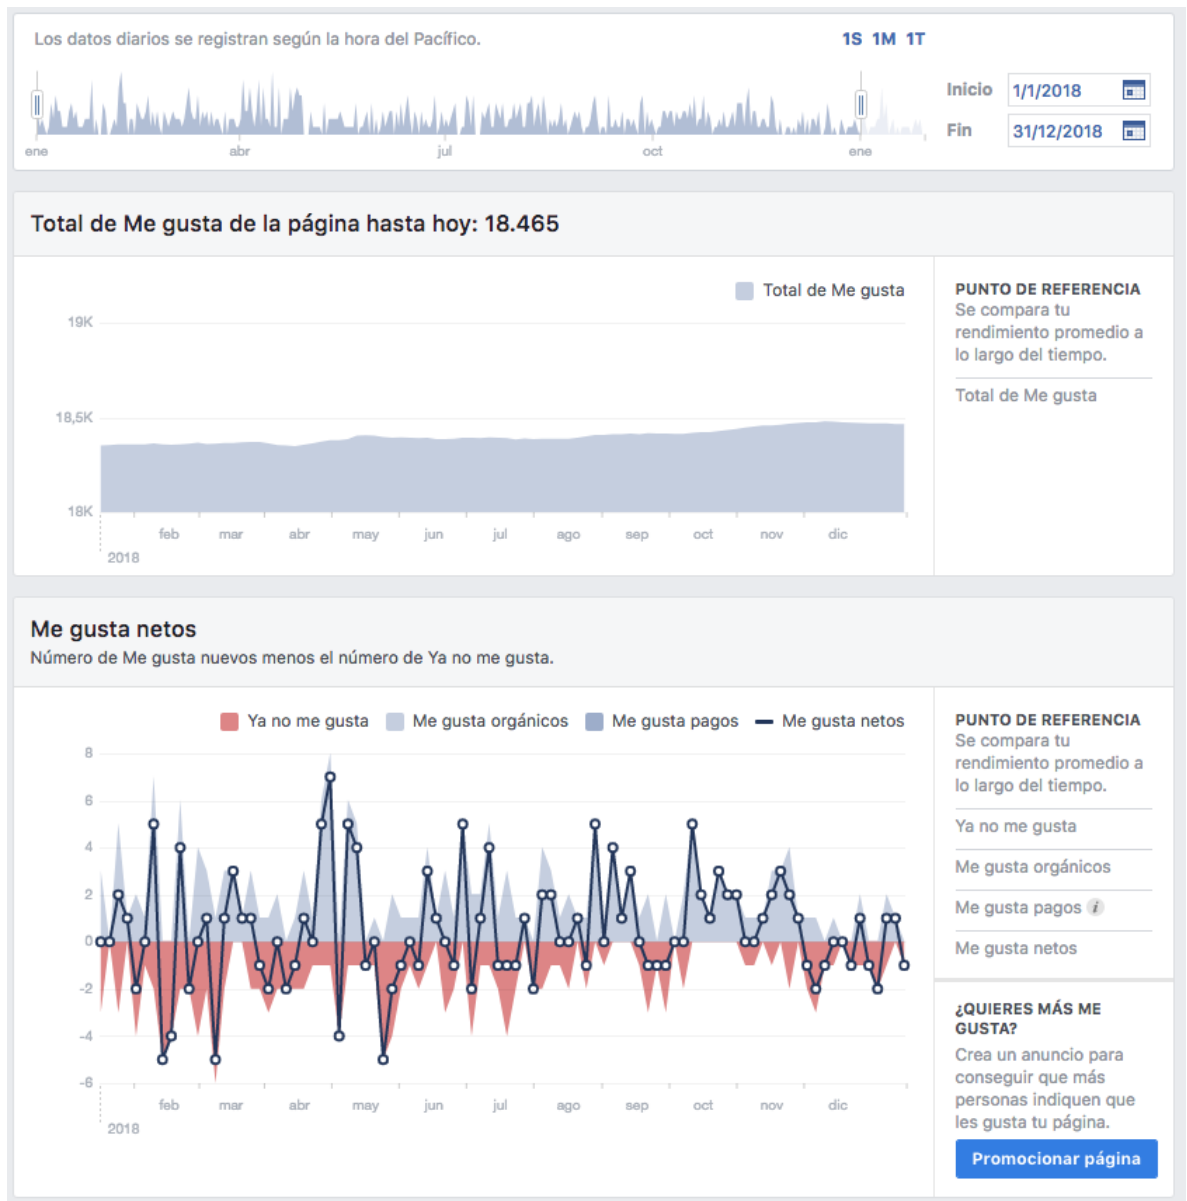 Los datos diarios se registran según la hora del Pacífico.
1S 1M 1T
Inicio 1/1/2018
Fin 31/12/2018
ene abr jul oct ene
Total de Me gusta de la página hasta hoy: 18.465
Total de Me gusta
19K
18,5K
18K
feb mar abr may jun jul ago sep oct nov dic
2018
PUNTO DE REFERENCIA
Se compara tu
rendimiento promedio a
lo largo del tiempo.
Total de Me gusta
Me gusta netos
Número de Me gusta nuevos menos el número de Ya no me gusta.
Ya no me gusta Me gusta orgánicos Me gusta pagos Me gusta netos
8
6
4
2
0
-2
-4
-6
feb mar abr may jun jul ago sep oct nov dic
2018
PUNTO DE REFERENCIA
Se compara tu
rendimiento promedio a
lo largo del tiempo.
Ya no me gusta
Me gusta orgánicos
Me gusta pagos i
Me gusta netos
¿QUIERES MÁS ME
GUSTA?
Crea un anuncio para
conseguir que más
personas indiquen que
les gusta tu página.
Promocionar página